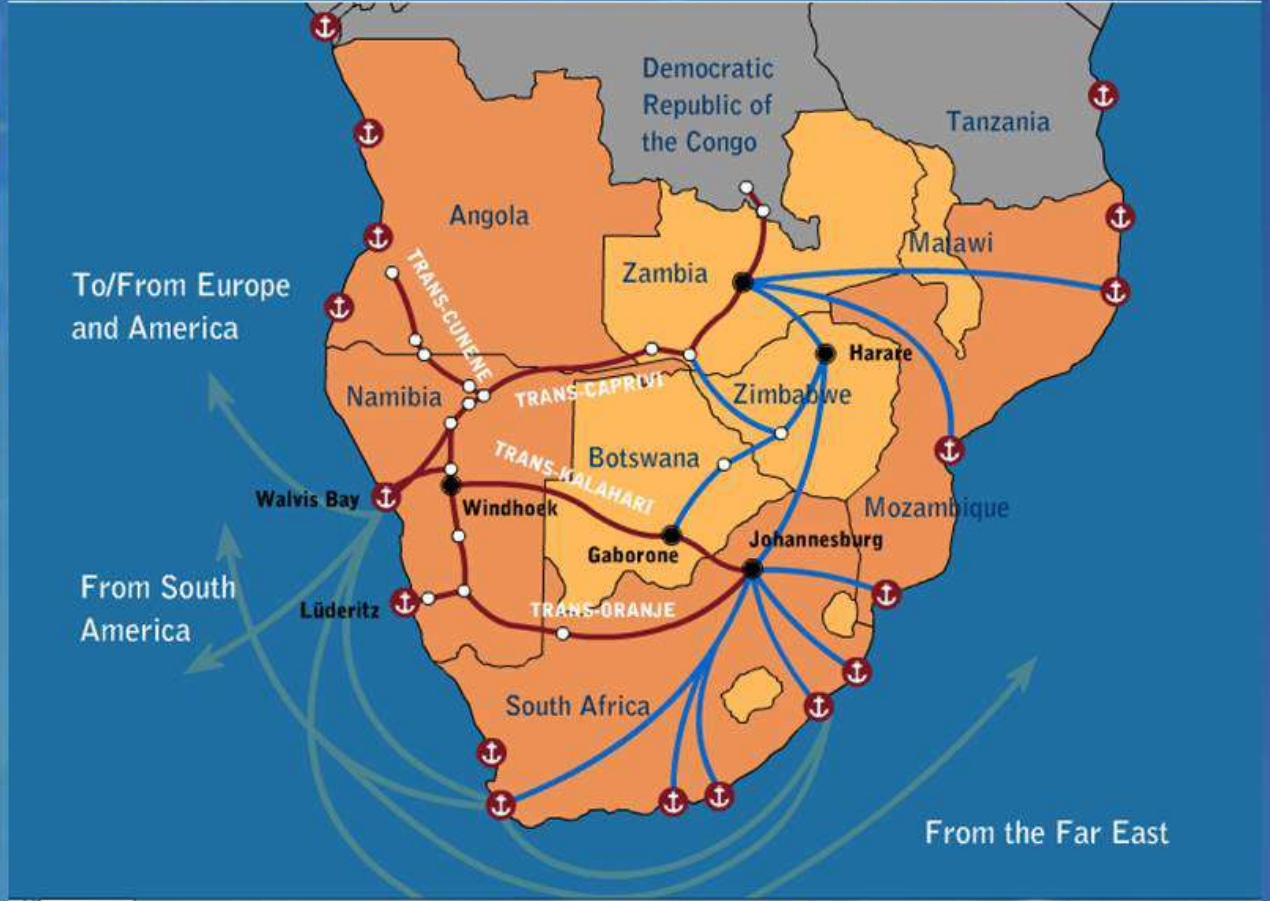 Democratic
Republic of
the Congo
Tanzania
Angola
Malawi
Zambia
To/From Europe
and America
TRANS-CUNENE
Harare
Namibia
TRANS-CAPRIVI
Zimbabwe
Botswana
TRANS-KALAHARI
Walvis Bay
Windhoek
Mozambique
Gaborone
Johannesburg
From South
America
Lüderitz
TRANS-ORANJE
South Africa
From the Far East